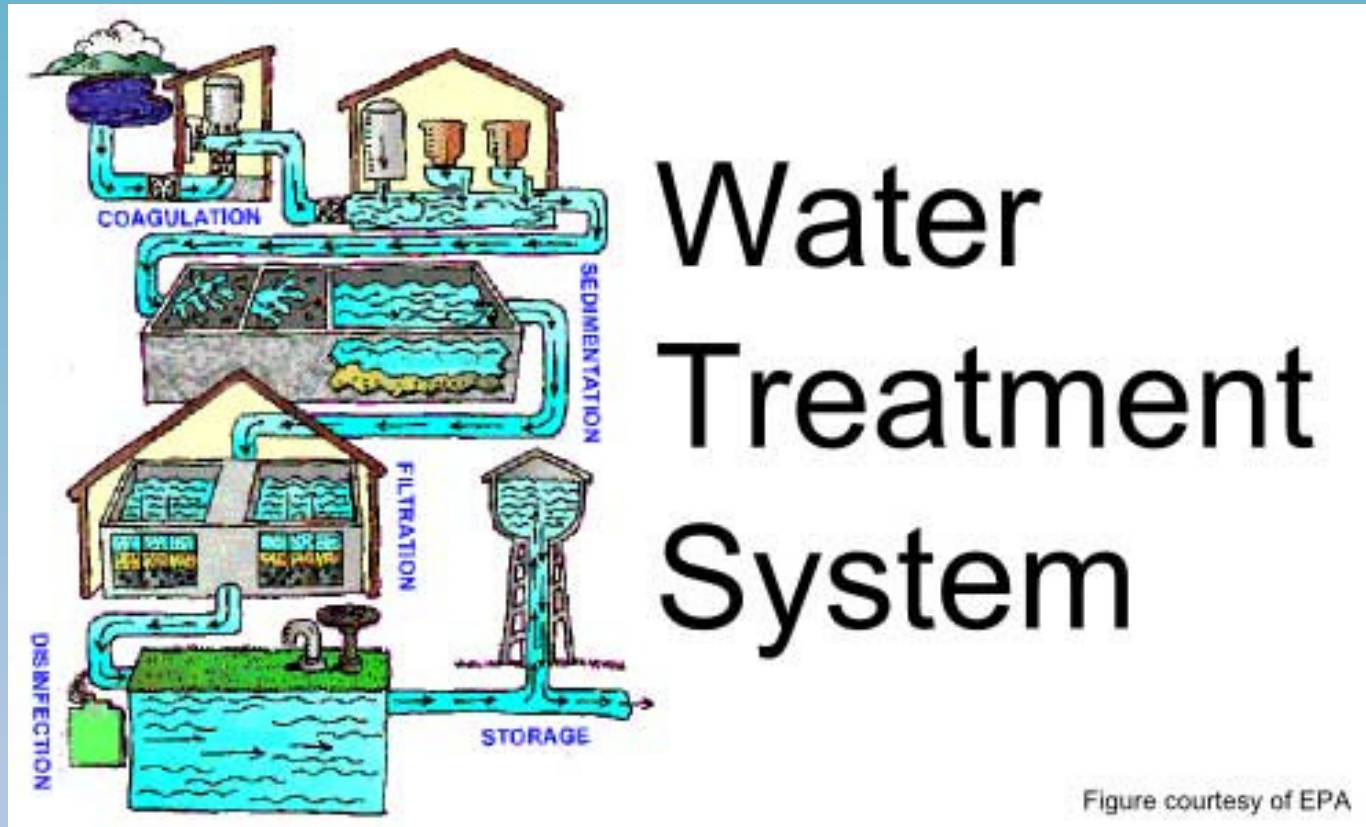 COAGULATION
SEDIMENTATION
FILTRATION
DISINFECTION
STORAGE
Water
Treatment
System
Figure courtesy of EPA